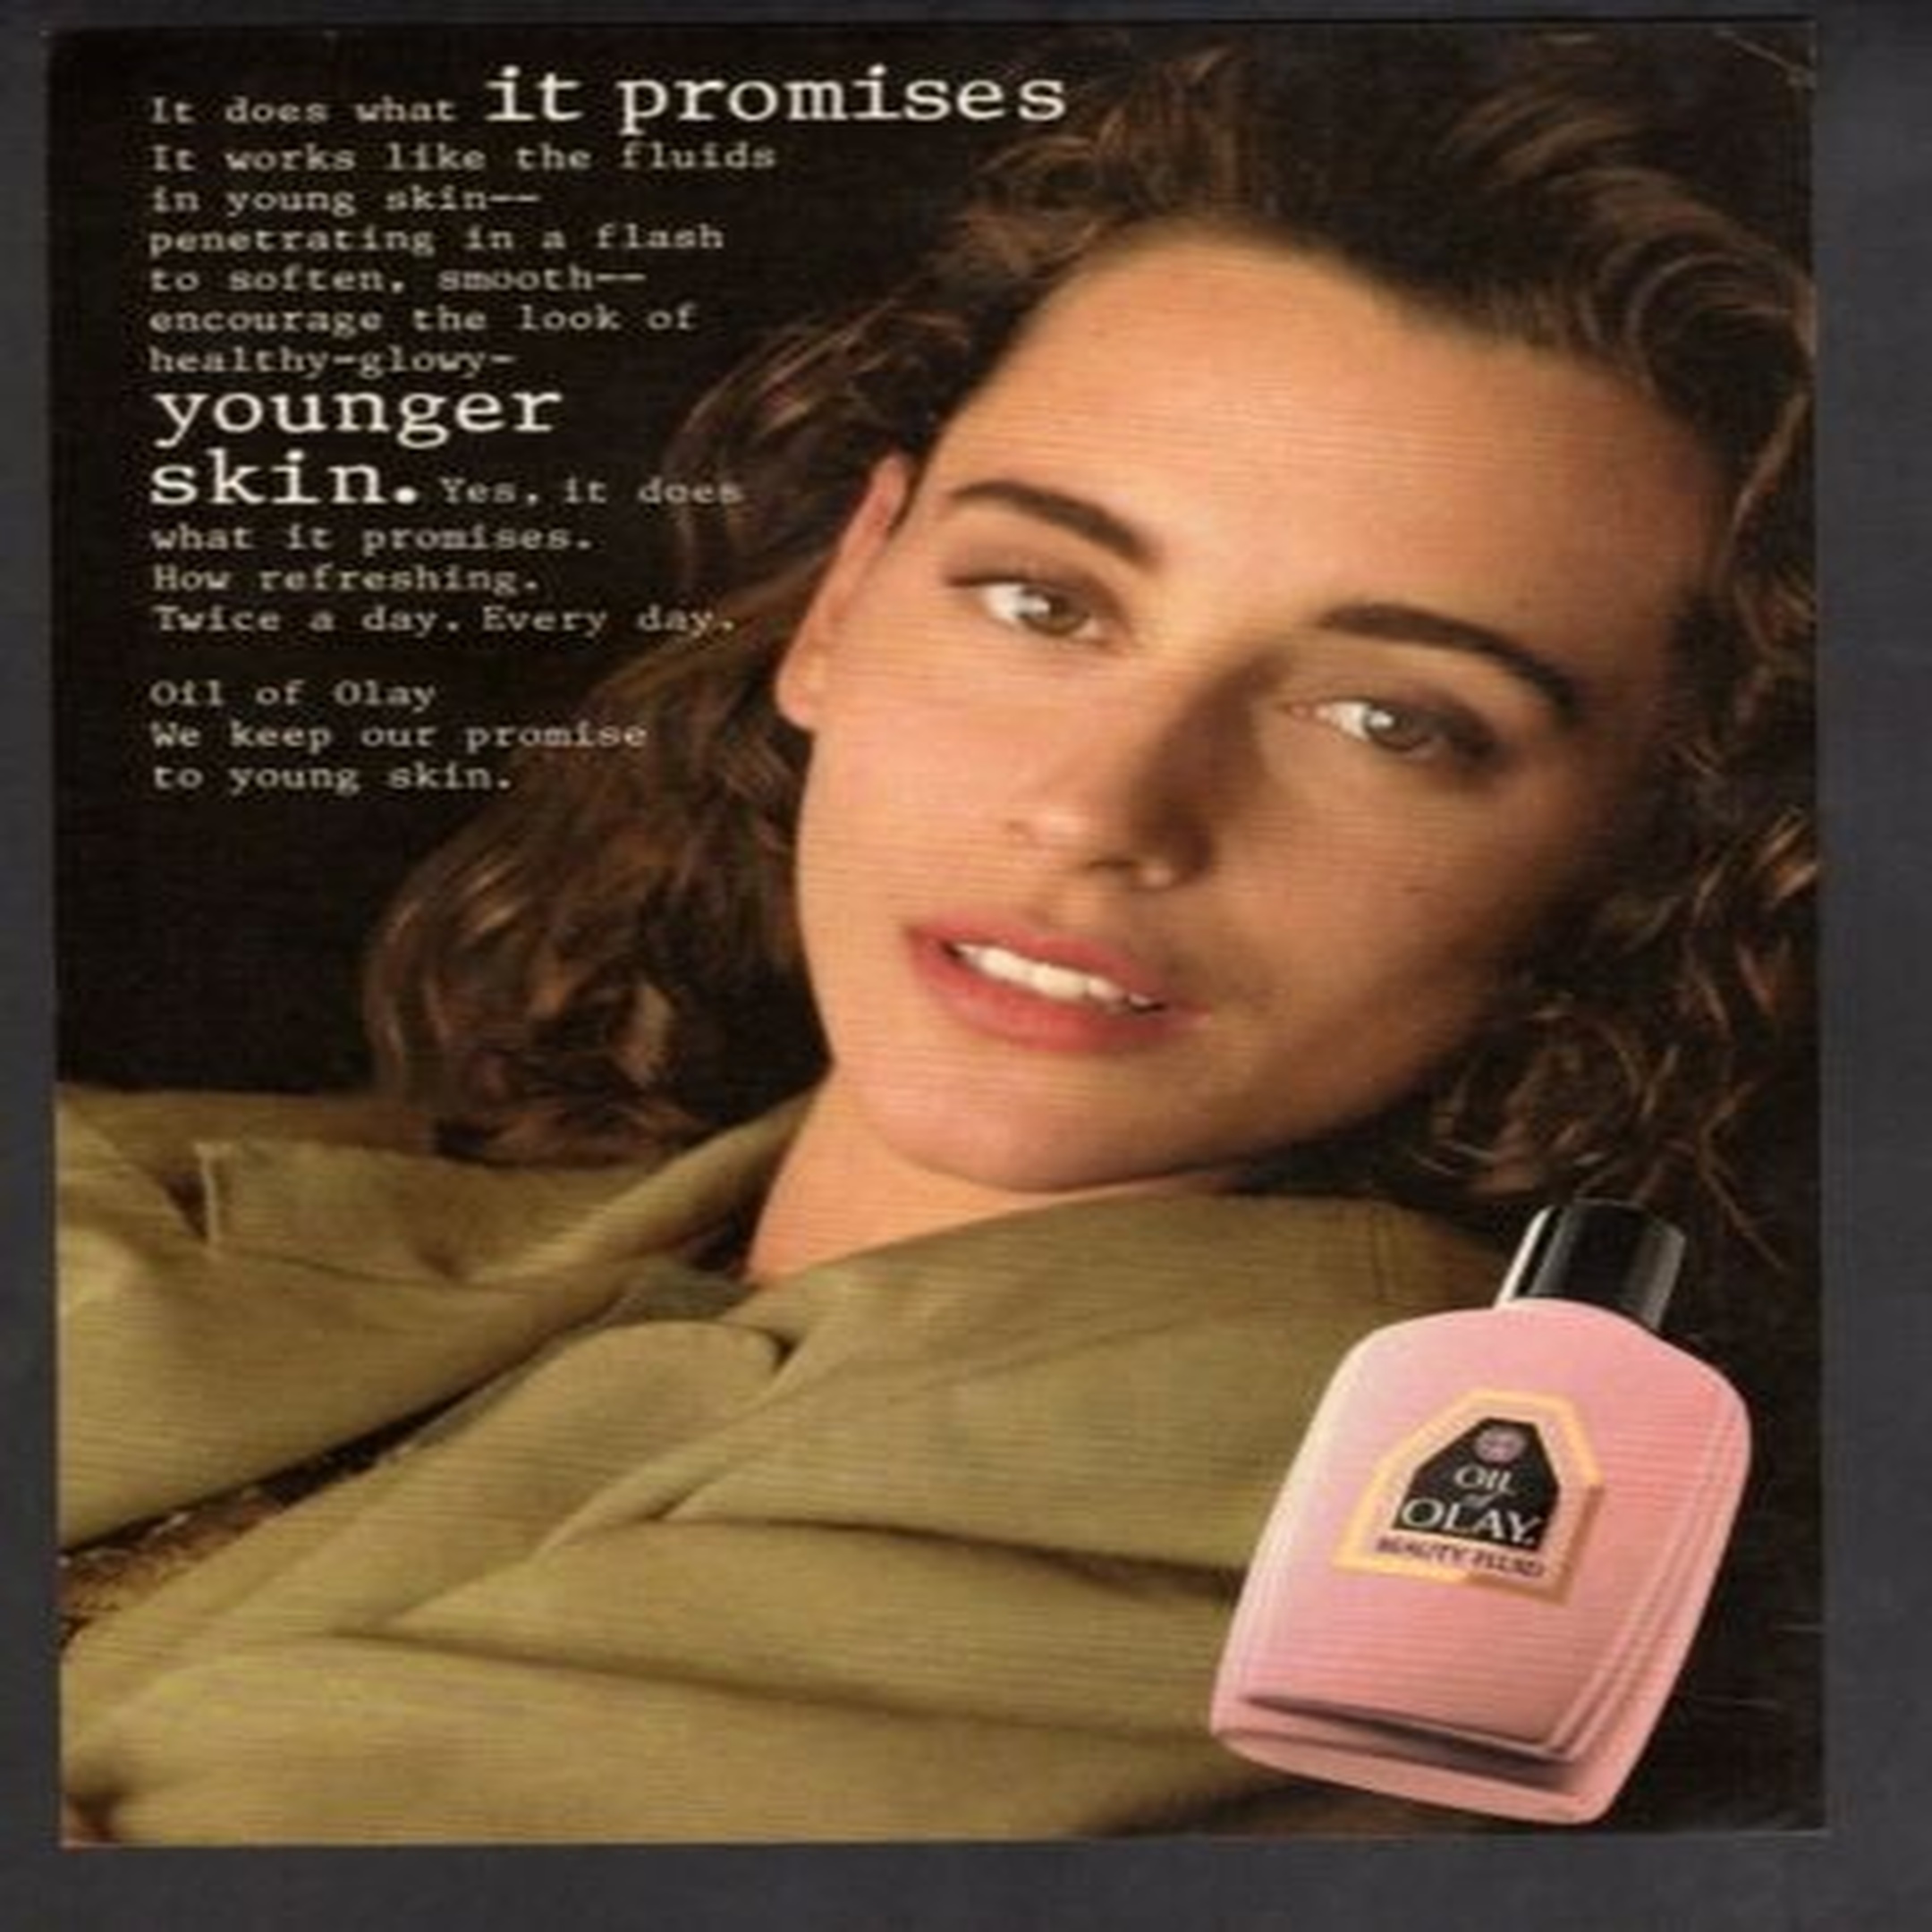 It does what it promises
It works like the fluids
in young skin--
penetrating in a flash
to soften, smooth--
encourage the look of
healthy-glowy-
younger
skin. Yes, it does
what it promises.
How refreshing.
Twice a day. Every day.
Oil of Olay
We keep our promise
to young skin.
OIL
of
OLAY
BEAUTY FLUID